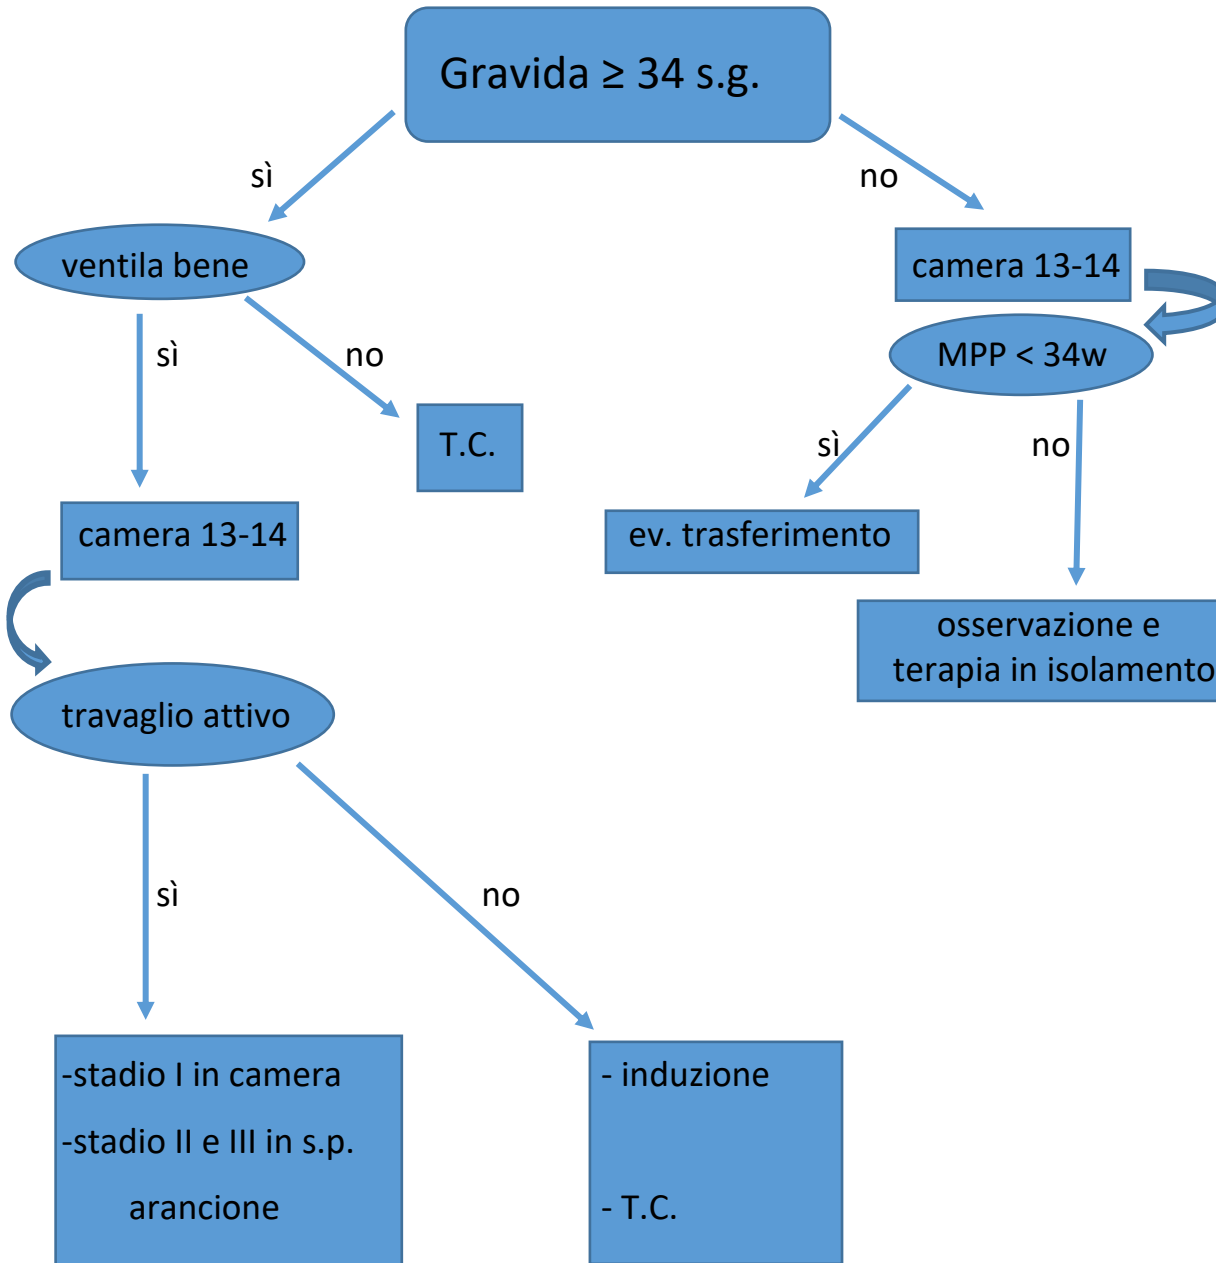 Gravida ≥ 34 s.g.
sì
no
ventila bene
camera 13-14
sì
no
MPP < 34w
T.C.
sì
no
camera 13-14
ev. trasferimento
osservazione e
terapia in isolamento
travaglio attivo
sì
no
-stadio I in camera
-stadio II e III in s.p.
arancione
- induzione
- T.C.